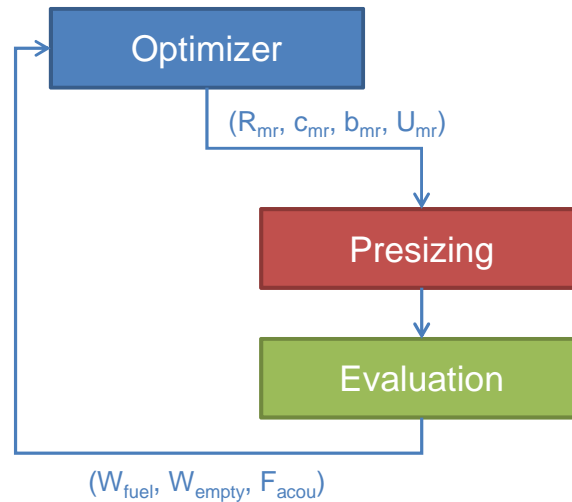 Optimizer
(Rmr, cmr, bmr, Umr)
Presizing
Evaluation
(Wfuel, Wempty, Facou)